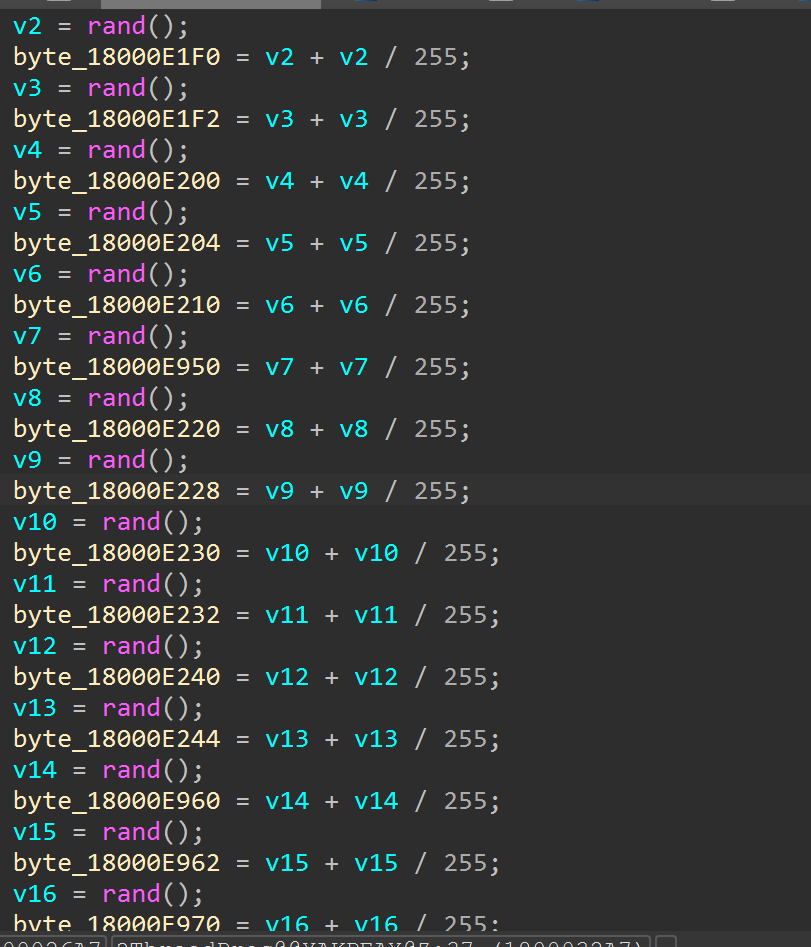 v2 = rand();
byte_18000E1F0 = v2 + v2 / 255;
v3 = rand();
byte_18000E1F2 = v3 + v3 / 255;
v4 = rand();
byte_18000E200 = v4 + v4 / 255;
v5 = rand();
byte_18000E204 = v5 + v5 / 255;
v6 = rand();
byte_18000E210 = v6 + v6 / 255;
v7 = rand();
byte_18000E950 = v7 + v7 / 255;
v8 = rand();
byte_18000E220 = v8 + v8 / 255;
v9 = rand();
byte_18000E228 = v9 + v9 / 255;
v10 = rand();
byte_18000E230 = v10 + v10 / 255;
v11 = rand();
byte_18000E232 = v11 + v11 / 255;
v12 = rand();
byte_18000E240 = v12 + v12 / 255;
v13 = rand();
byte_18000E244 = v13 + v13 / 255;
v14 = rand();
byte_18000E960 = v14 + v14 / 255;
v15 = rand();
byte_18000E962 = v15 + v15 / 255;
v16 = rand();
byte_18000E970 = v16 + v16 / 255;